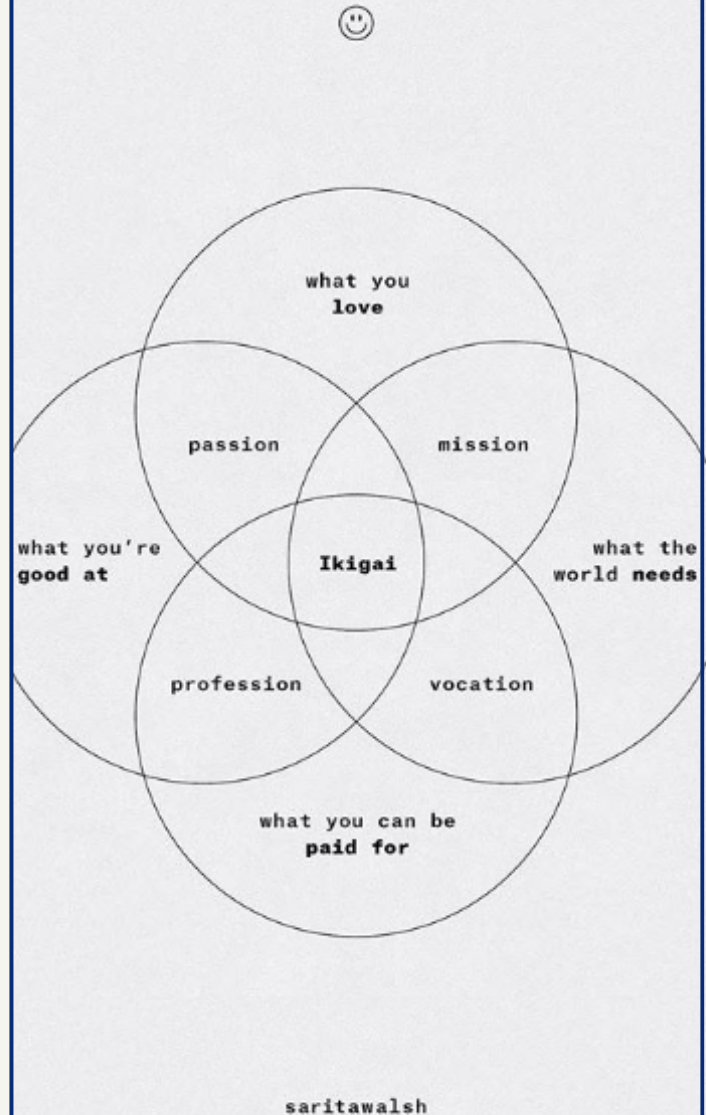 what you
love
passion
mission
what you're
good at
Ikigai
what the
world needs
profession
vocation
what you can be
paid for
saritawalsh